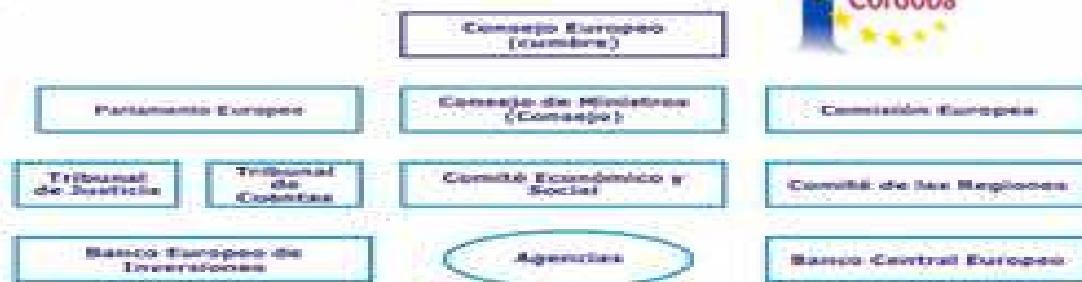 Córdoba
Consejo Europeo
(cumbre)
Parlamento Europeo
Consejo de Ministros
(Consejo)
Comisión Europea
Tribunal
de Justicia
Tribunal
de
Cuentas
Comité Económico y
Social
Comité de las Regiones
Banco Europeo de
Inversiones
Agencias
Banco Central Europeo